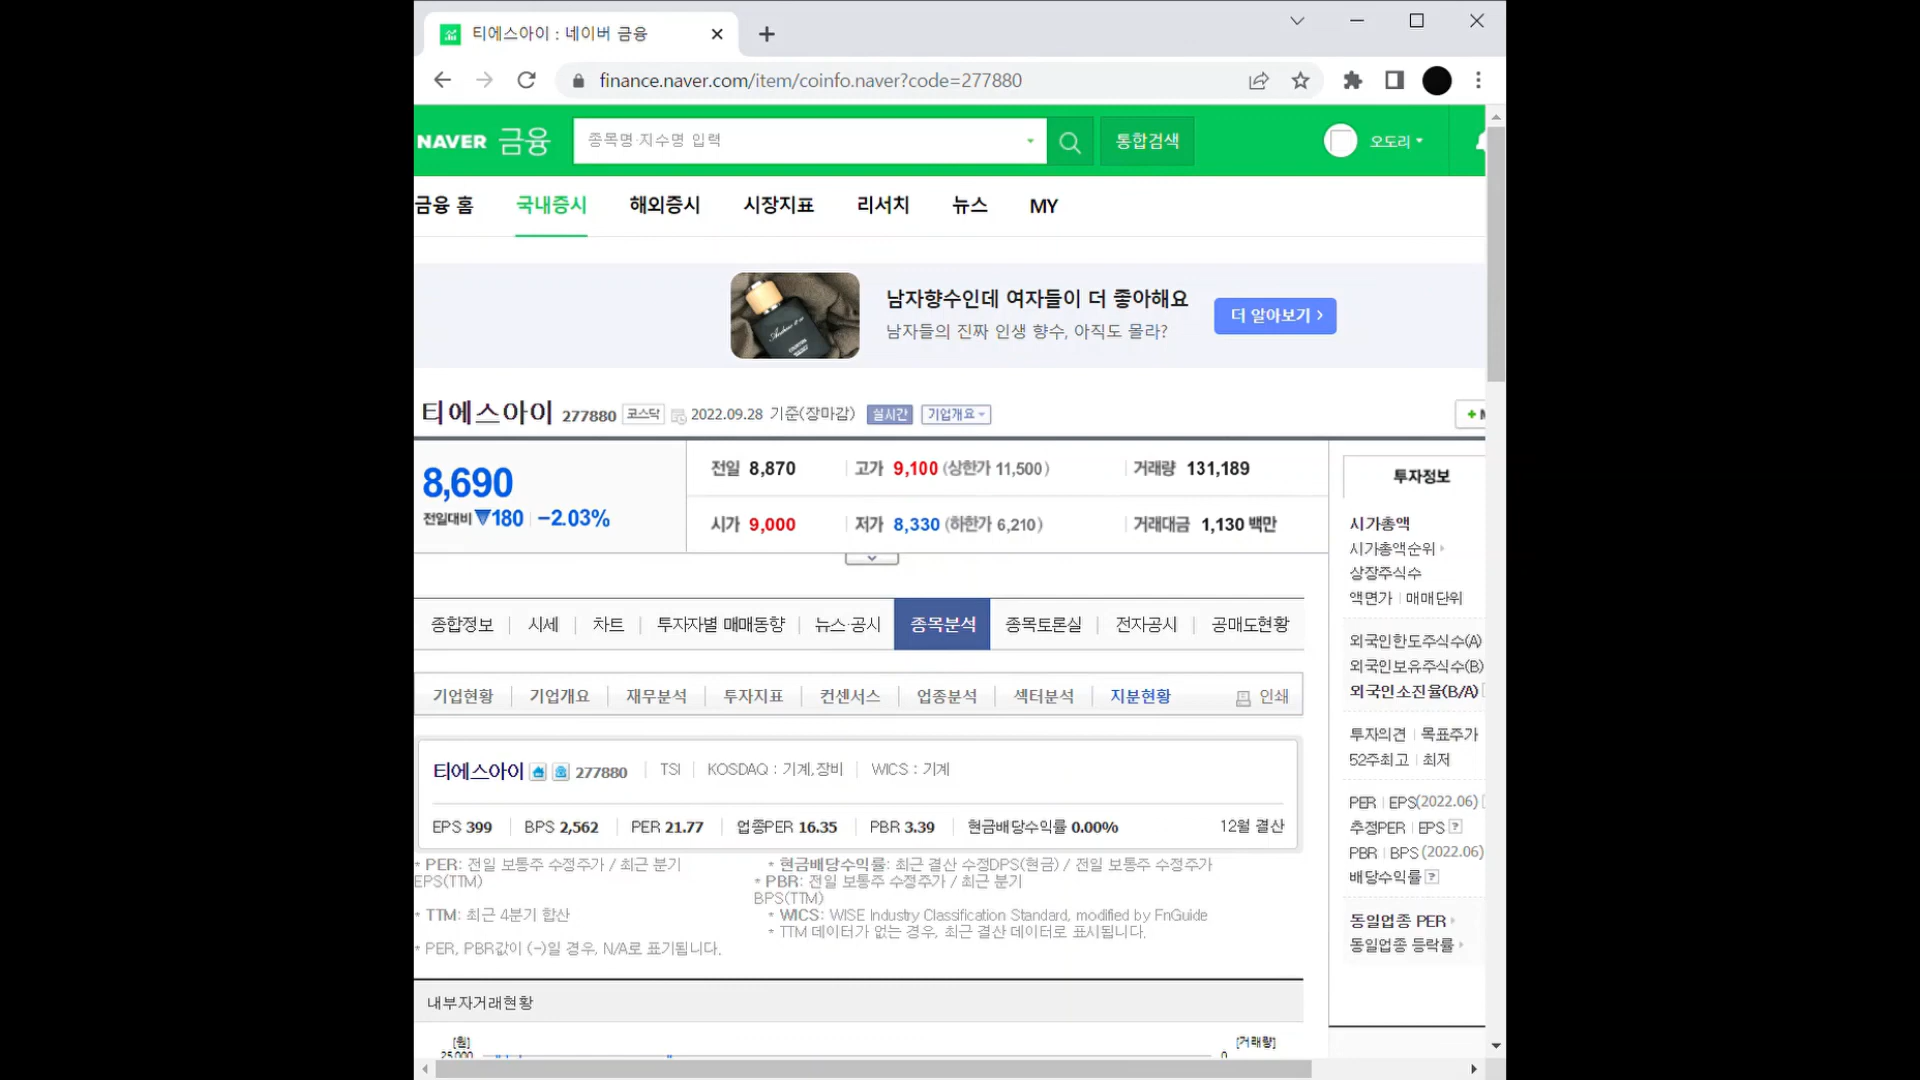 티에스아이 : 네이버 금융
finance.naver.com/item/coinfo.naver?code=277880
NAVER 금융
종목명·지수명 입력
통합검색
오도리
금융 홈 국내증시 해외증시 시장지표 리서치 뉴스 MY
남자향수인데 여자들이 더 좋아해요
남자들의 진짜 인생 향수, 아직도 몰라?
더 알아보기 >
티에스아이 277880 코스닥 2022.09.28 기준(장마감) 실시간 기업개요
8,690
전일대비 ▼180 -2.03%
전일 8,870 고가 9,100 (상한가 11,500) 거래량 131,189
시가 9,000 저가 8,330 (하한가 6,210) 거래대금 1,130 백만
종합정보 시세 차트 투자자별 매매동향 뉴스·공시 종목분석 종목토론실 전자공시 공매도현황
기업현황 기업개요 재무분석 투자지표 컨센서스 업종분석 섹터분석 지분현황 인쇄
티에스아이 277880 TSI KOSDAQ : 기계,장비 WICS : 기계
EPS 399 BPS 2,562 PER 21.77 업종PER 16.35 PBR 3.39 현금배당수익률 0.00% 12월 결산
* PER: 전일 보통주 수정주가 / 최근 분기
EPS(TTM)
* 현금배당수익률: 최근 결산 수정DPS(현금) / 전일 보통주 수정주가
* PBR: 전일 보통주 수정주가 / 최근 분기
BPS(TTM)
* TTM: 최근 4분기 합산
* WICS: WISE Industry Classification Standard, modified by FnGuide
* TTM 데이터가 없는 경우, 최근 결산 데이터로 표시됩니다.
* PER, PBR값이 (-)일 경우, N/A로 표기됩니다.
내부자거래현황
[원]
25,000
[거래량]
0
투자정보
시가총액
시가총액순위
상장주식수
액면가 | 매매단위
외국인한도주식수(A)
외국인보유주식수(B)
외국인소진율(B/A)
투자의견 | 목표주가
52주최고 | 최저
PER | EPS(2022.06)
추정PER | EPS
PBR | BPS (2022.06)
배당수익률
동일업종 PER
동일업종 등락률